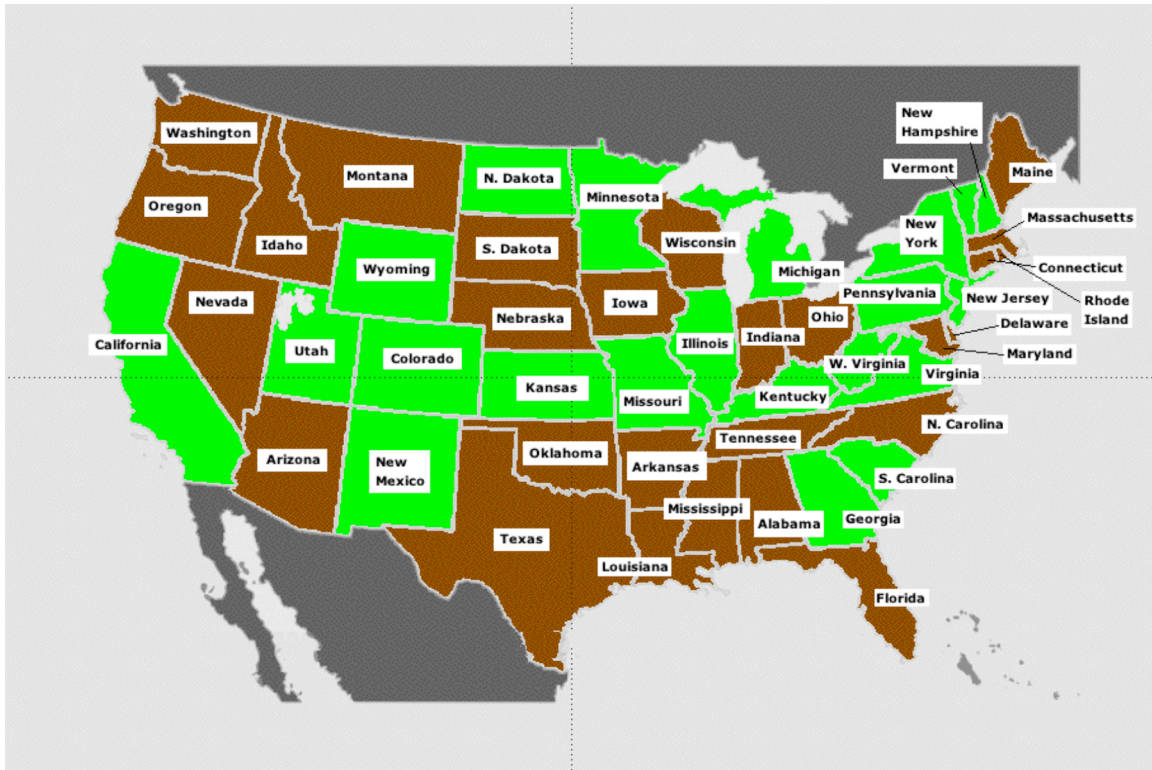 New
Hampshire
Washington
Vermont
Maine
Montana
N. Dakota
Minnesota
Oregon
Massachusetts
New
York
Idaho
S. Dakota
Wisconsin
Wyoming
Michigan
Connecticut
Nevada
Iowa
Pennsylvania
New Jersey
Rhode
Island
Nebraska
Ohio
Delaware
California
Utah
Colorado
Illinois
Indiana
Maryland
W. Virginia
Virginia
Kansas
Missouri
Kentucky
N. Carolina
Tennessee
Arizona
New
Mexico
Oklahoma
Arkansas
S. Carolina
Mississippi
Alabama
Georgia
Texas
Louisiana
Florida